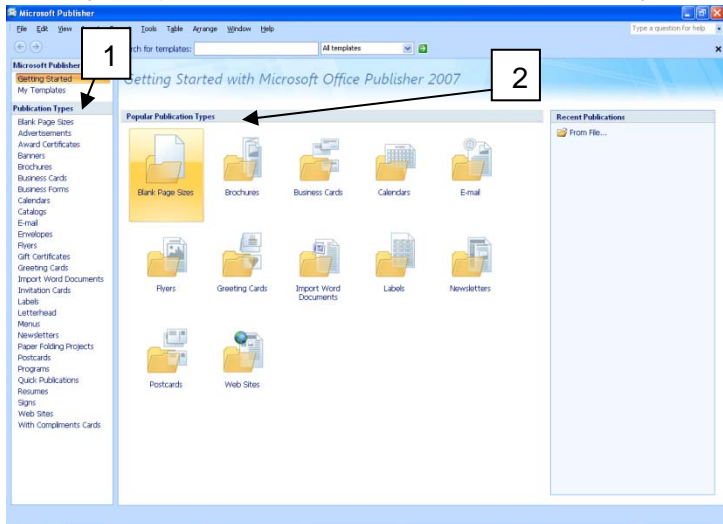 Microsoft Publisher
File Edit View Tools Table Arrange Window Help Type a question for help
1
rch for templates: All templates
Microsoft Publisher
Getting Started
My Templates
Getting Started with Microsoft Office Publisher 2007
2
Publication Types
Blank Page Sizes
Advertisements
Award Certificates
Banners
Brochures
Business Cards
Business Forms
Calendars
Catalogs
E-mail
Envelopes
Flyers
Gift Certificates
Greeting Cards
Import Word Documents
Invitation Cards
Labels
Letterhead
Menus
Newsletters
Paper Folding Projects
Postcards
Programs
Quick Publications
Resumes
Signs
Web Sites
With Compliments Cards
Popular Publication Types
Blank Page Sizes Brochures Business Cards Calendars E-mail
Flyers Greeting Cards Import Word Documents Labels Newsletters
Postcards Web Sites
Recent Publications
From File...